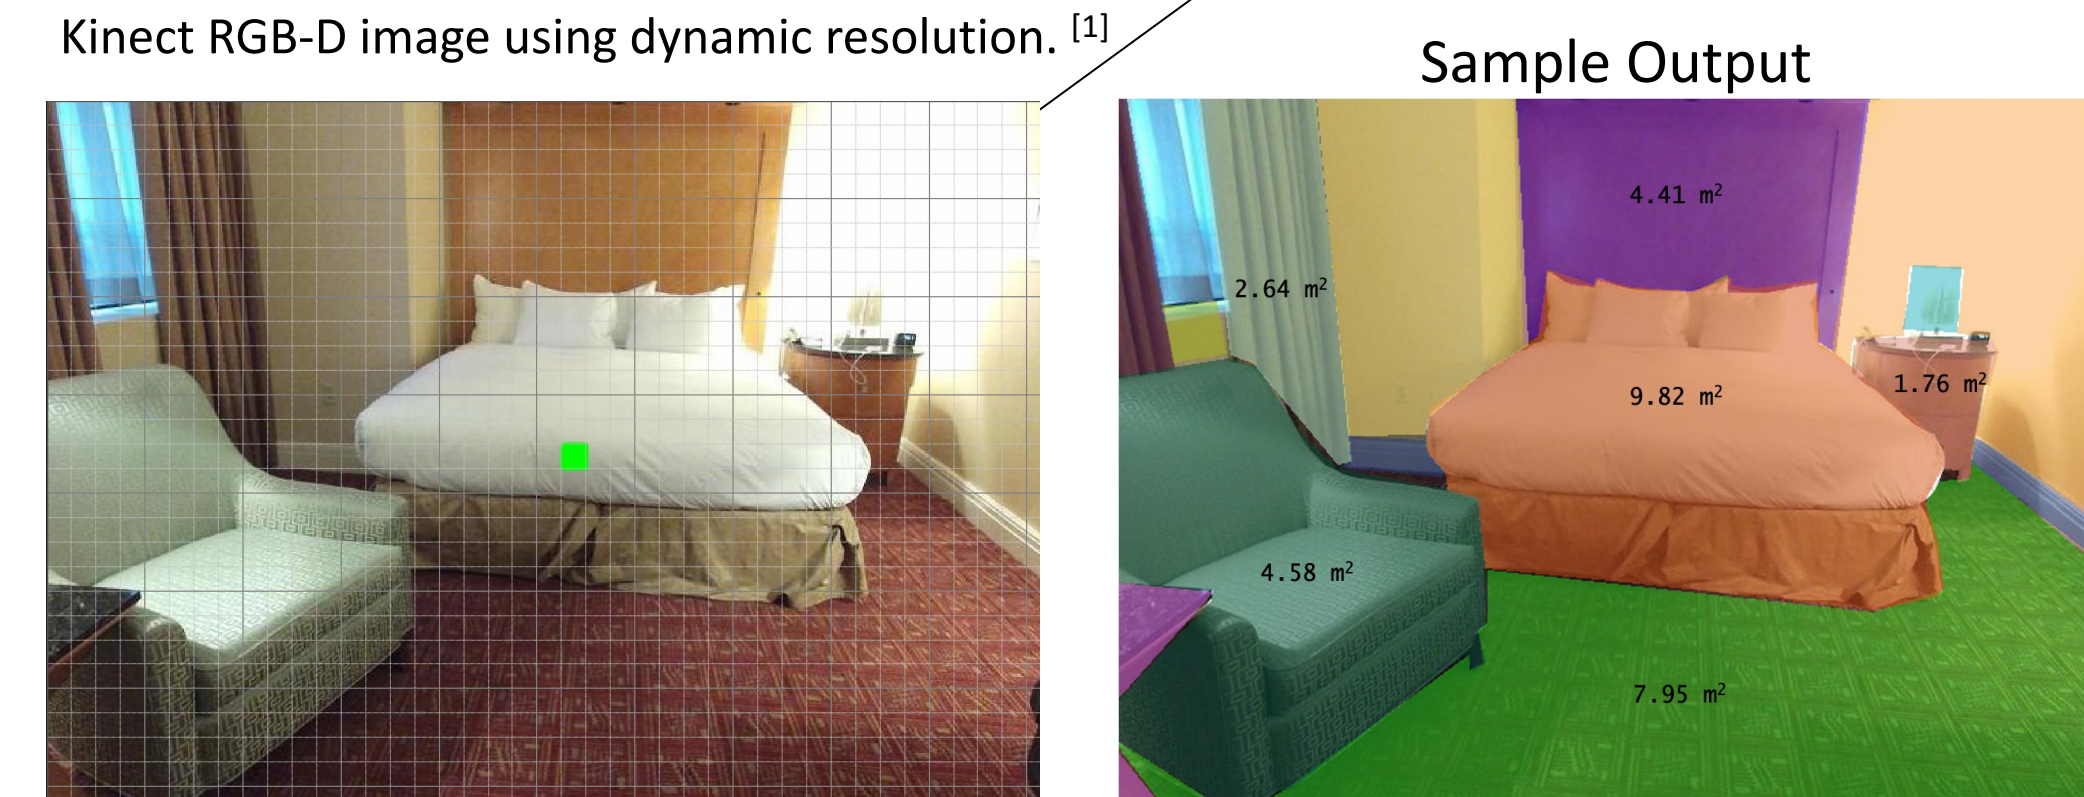 Kinect RGB-D image using dynamic resolution. [1]
Sample Output
4.41 m²
2.64 m²
9.82 m²
1.76 m²
4.58 m²
7.95 m²